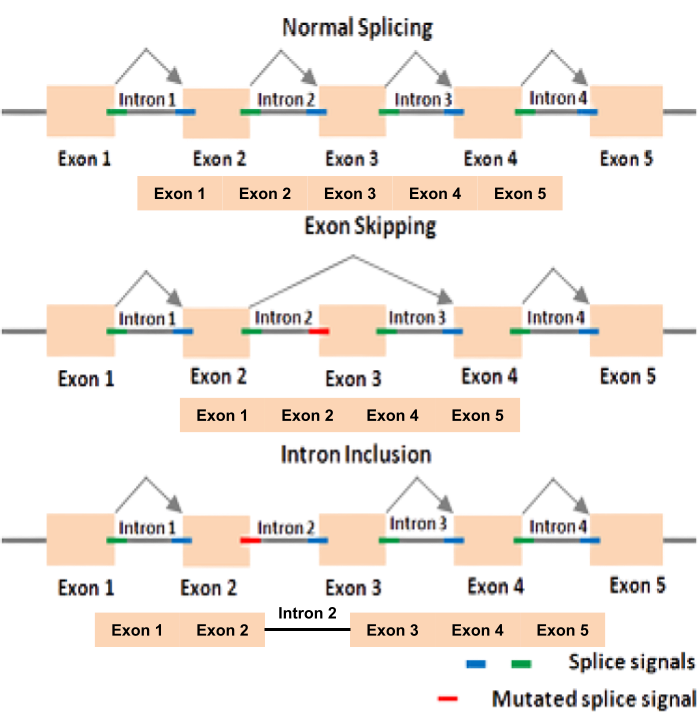 Normal Splicing
Intron 1 Intron 2 Intron 3 Intron 4
Exon 1 Exon 2 Exon 3 Exon 4 Exon 5
Exon 1 Exon 2 Exon 3 Exon 4 Exon 5
Exon Skipping
Intron 1 Intron 2 Intron 3 Intron 4
Exon 1 Exon 2 Exon 3 Exon 4 Exon 5
Exon 1 Exon 2 Exon 4 Exon 5
Intron Inclusion
Intron 1 Intron 2 Intron 3 Intron 4
Exon 1 Exon 2 Exon 3 Exon 4 Exon 5
Intron 2
Exon 1 Exon 2 Exon 3 Exon 4 Exon 5
Splice signals
Mutated splice signal